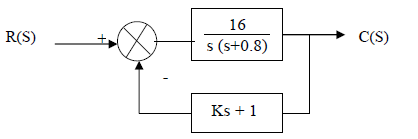 16
R(S)
+
s (s+0.8)
C(S)
-
Ks + 1